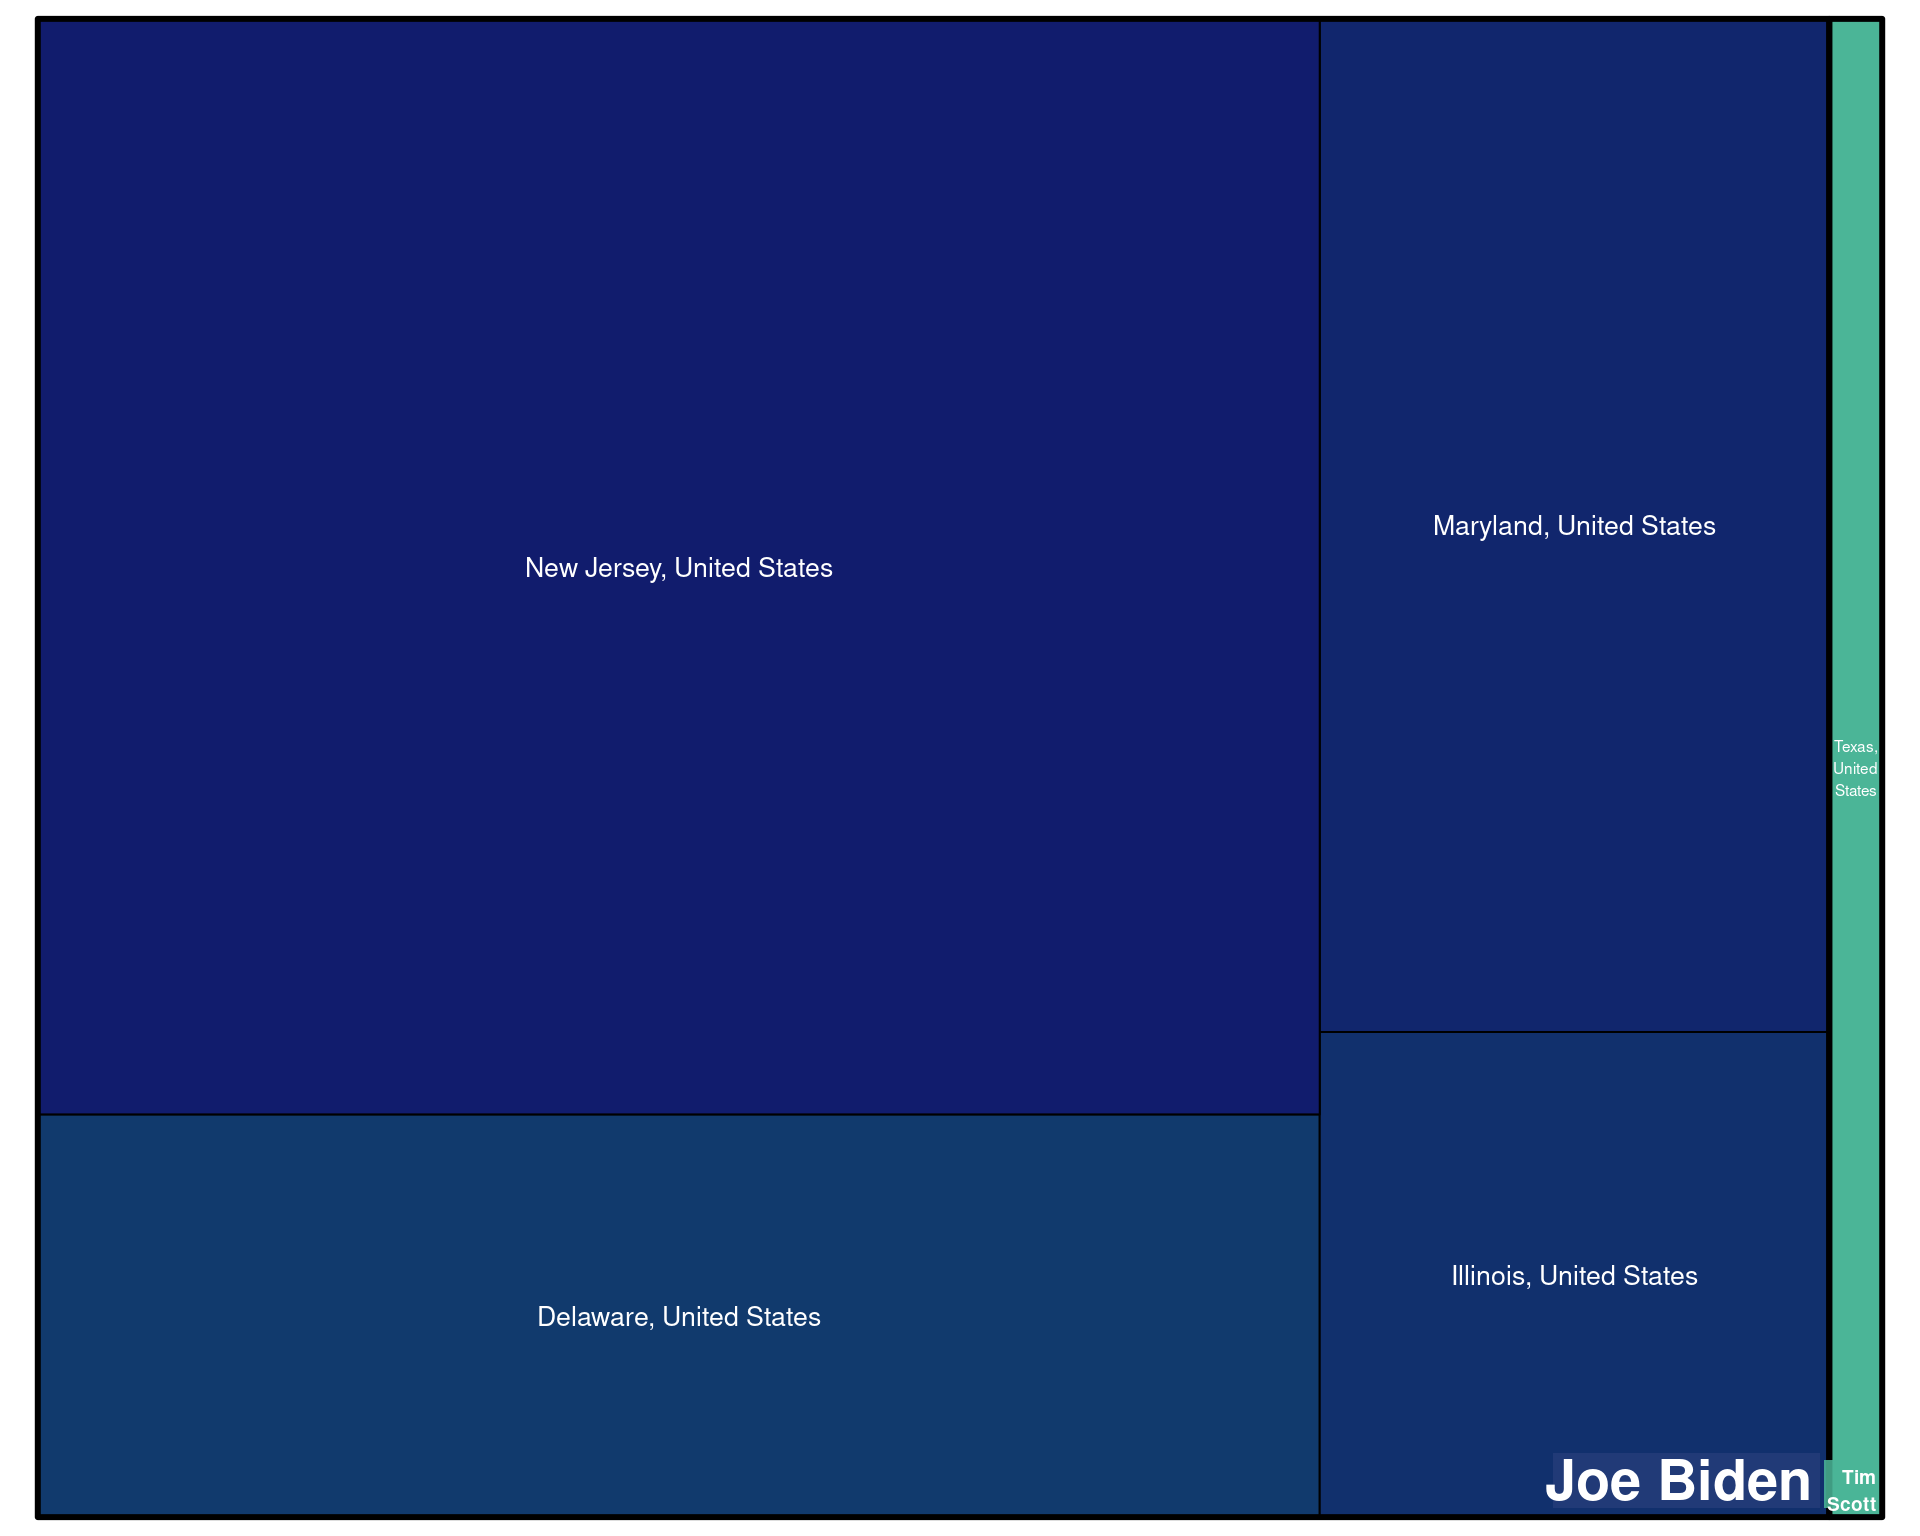 New Jersey, United States
Maryland, United States
Texas,
United
States
Delaware, United States
Illinois, United States
Joe Biden
Tim
Scott